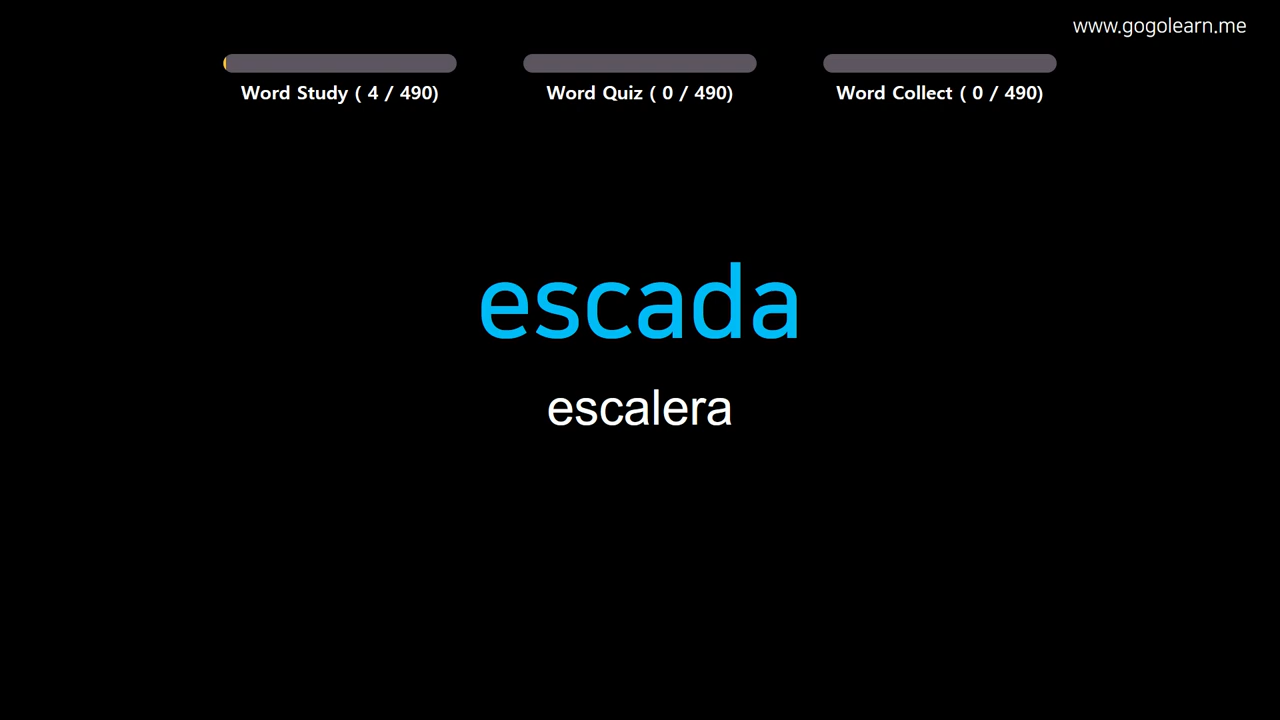 www.gogolearn.me
Word Study ( 4 / 490)
Word Quiz ( 0 / 490)
Word Collect ( 0 / 490)
escada
escalera